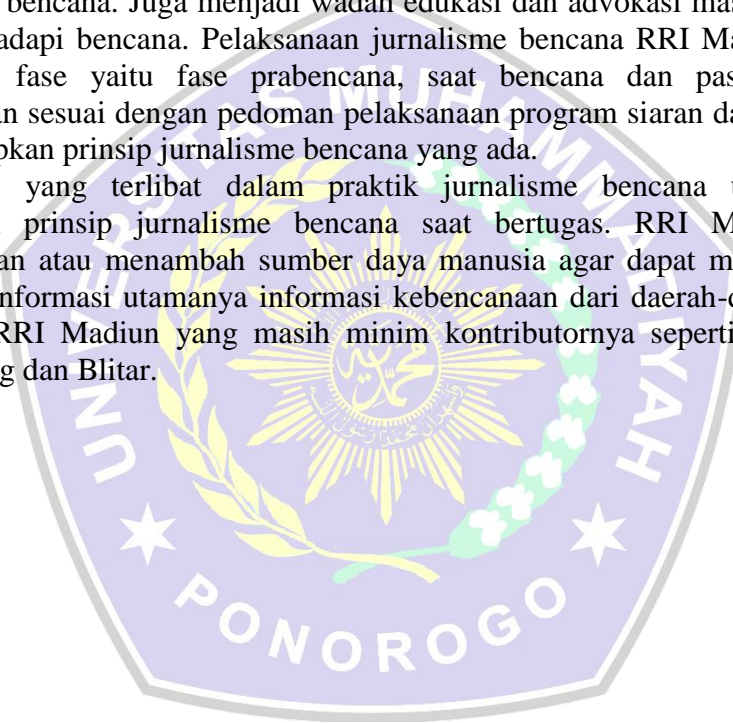 bencana. Juga menjadi wadah edukasi dan advokasi mas
adapi bencana. Pelaksanaan jurnalisme bencana RRI Ma
fase yaitu fase prabencana, saat bencana dan pas
an sesuai dengan pedoman pelaksanaan program siaran da
pkan prinsip jurnalisme bencana yang ada.
yang terlibat dalam praktik jurnalisme bencana
prinsip jurnalisme bencana saat bertugas. RRI M
an atau menambah sumber daya manusia agar dapat m
nformasi utamanya informasi kebencanaan dari daerah-d
RRI Madiun yang masih minim kontributornya seperti
g dan Blitar.
UNIVERSITAS MUHAMMADIYAH
PONOROGO